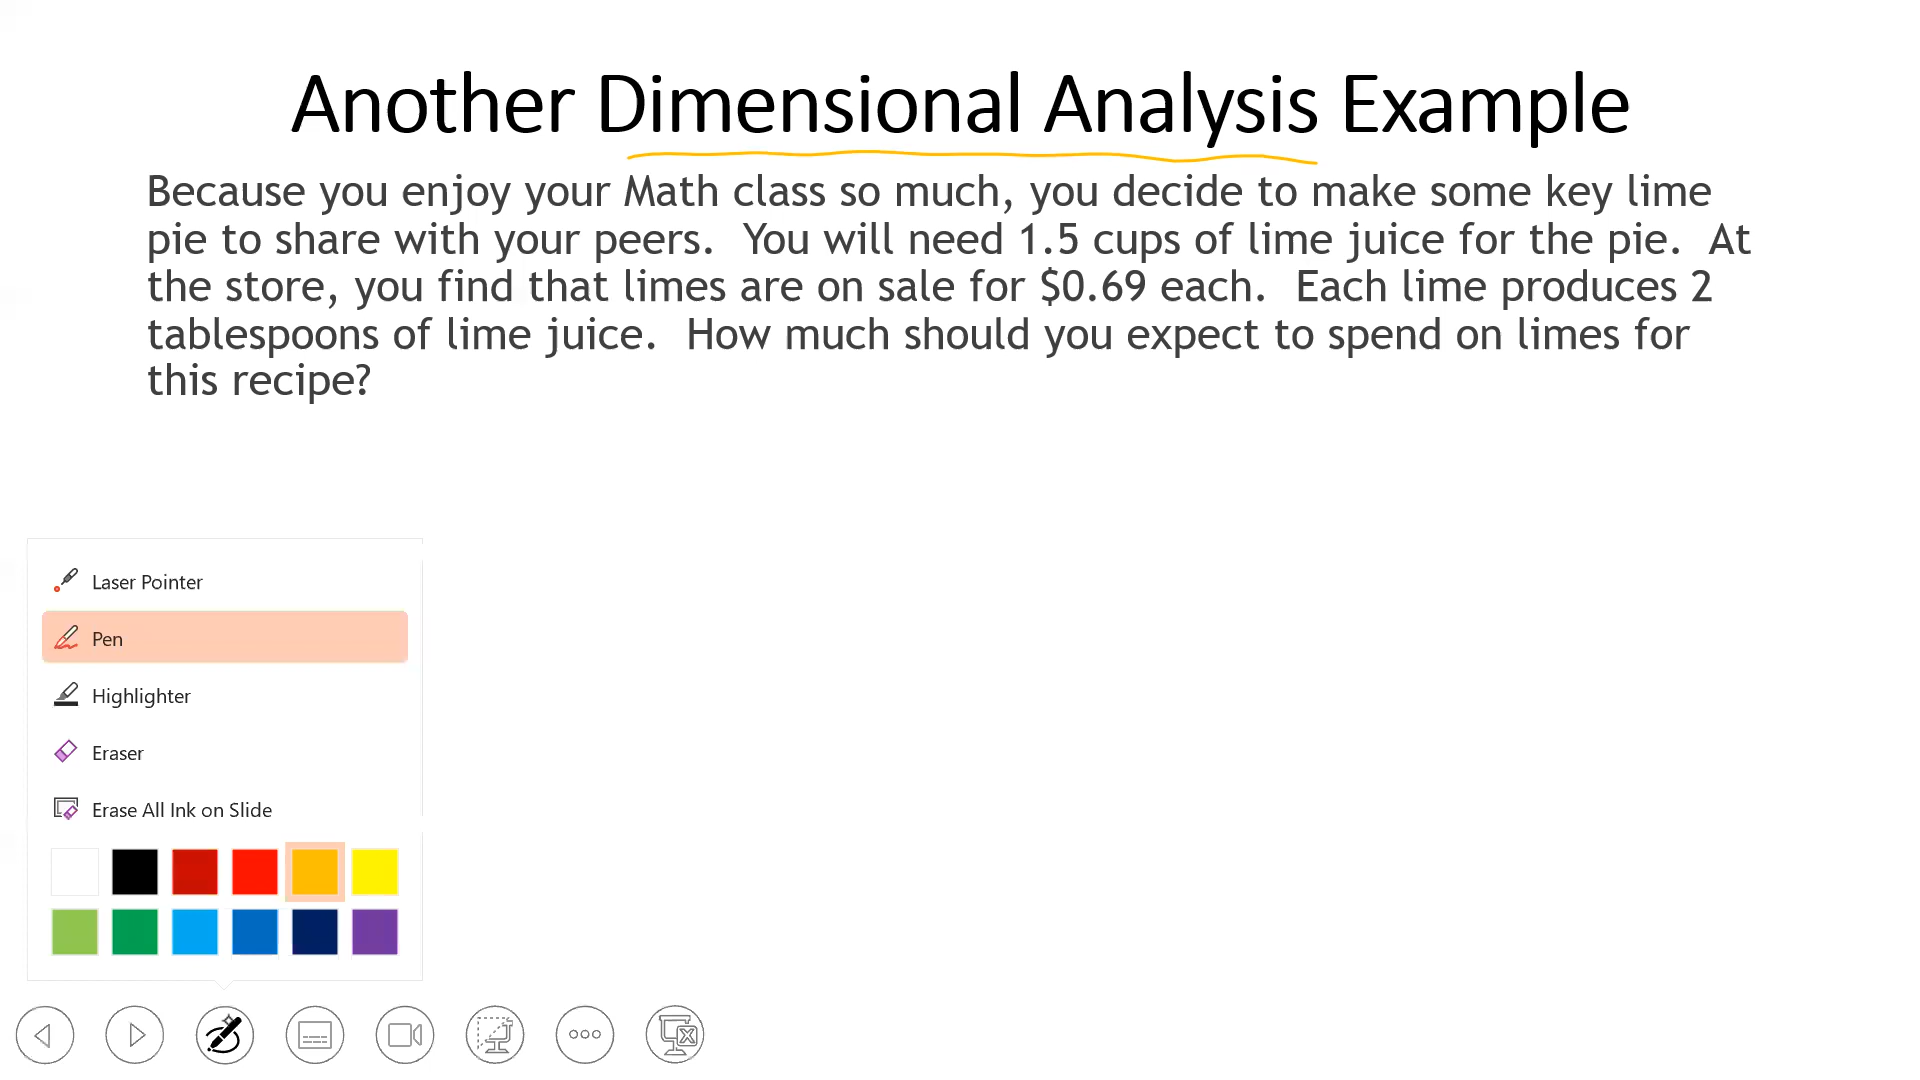 Another Dimensional Analysis Example
Because you enjoy your Math class so much, you decide to make some key lime
pie to share with your peers.  You will need 1.5 cups of lime juice for the pie.  At
the store, you find that limes are on sale for $0.69 each.  Each lime produces 2
tablespoons of lime juice.  How much should you expect to spend on limes for
this recipe?
Laser Pointer
Pen
Highlighter
Eraser
Erase All Ink on Slide